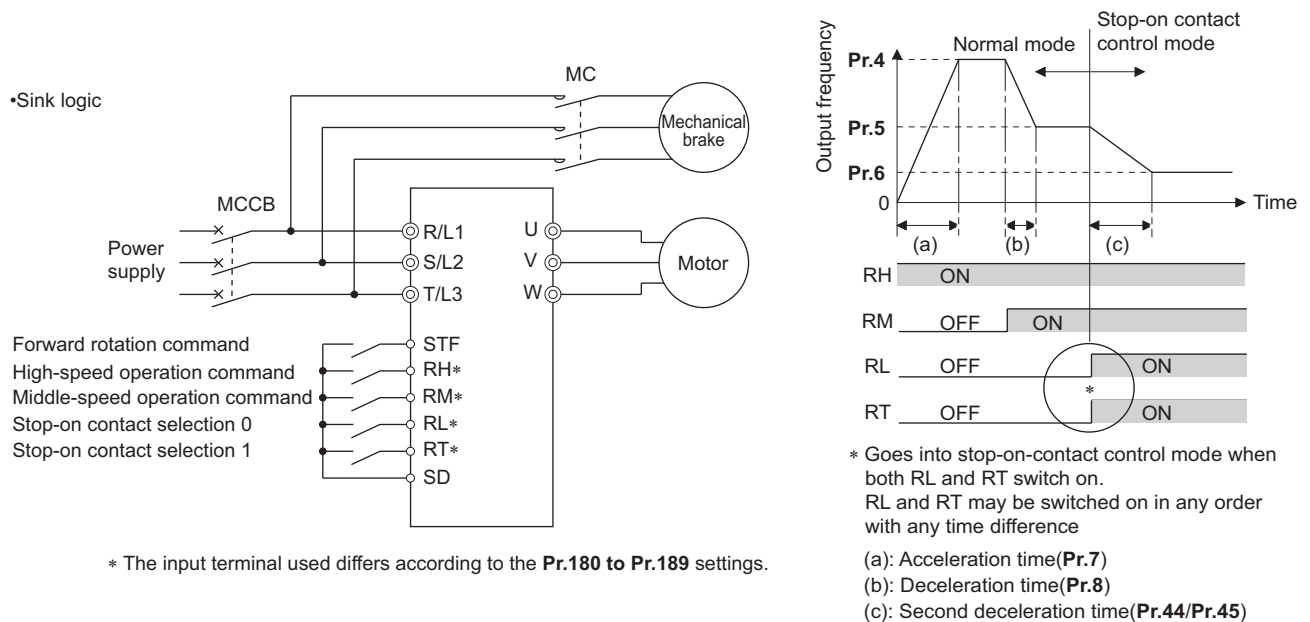 •Sink logic
MC
Mechanical
brake
MCCB
Power
supply
R/L1
S/L2
T/L3
U
V
W
Motor
Forward rotation command
High-speed operation command
Middle-speed operation command
Stop-on contact selection 0
Stop-on contact selection 1
STF
RH*
RM*
RL*
RT*
SD
* The input terminal used differs according to the Pr.180 to Pr.189 settings.
Output frequency
Normal mode
Stop-on contact
control mode
Pr.4
Pr.5
Pr.6
0
Time
(a)
(b)
(c)
RH ON
RM OFF ON
RL OFF ON
*
RT OFF ON
* Goes into stop-on-contact control mode when
both RL and RT switch on.
RL and RT may be switched on in any order
with any time difference
(a): Acceleration time(Pr.7)
(b): Deceleration time(Pr.8)
(c): Second deceleration time(Pr.44/Pr.45)